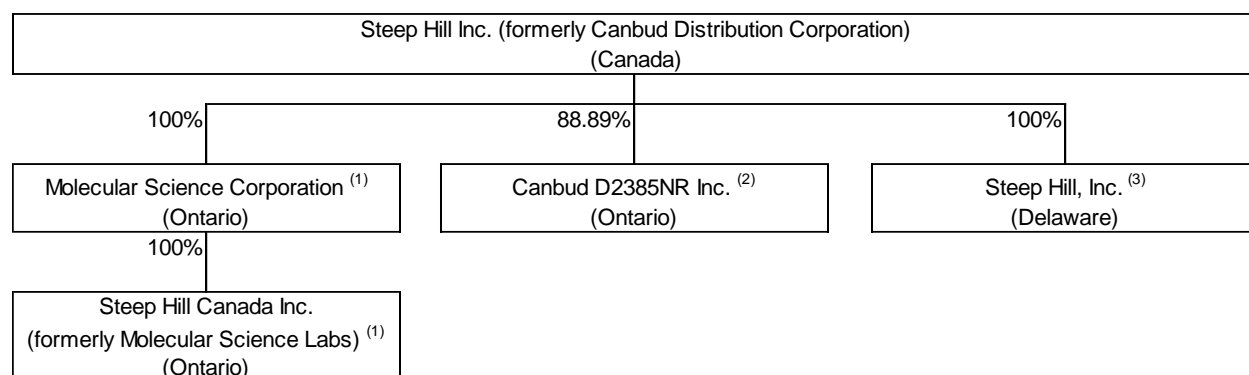 Steep Hill Inc. (formerly Canbud Distribution Corporation)
(Canada)
100%
88.89%
100%
Molecular Science Corporation (1)
(Ontario)
Canbud D2385NR Inc. (2)
(Ontario)
Steep Hill, Inc. (3)
(Delaware)
100%
Steep Hill Canada Inc.
(formerly Molecular Science Labs) (1)
(Ontario)